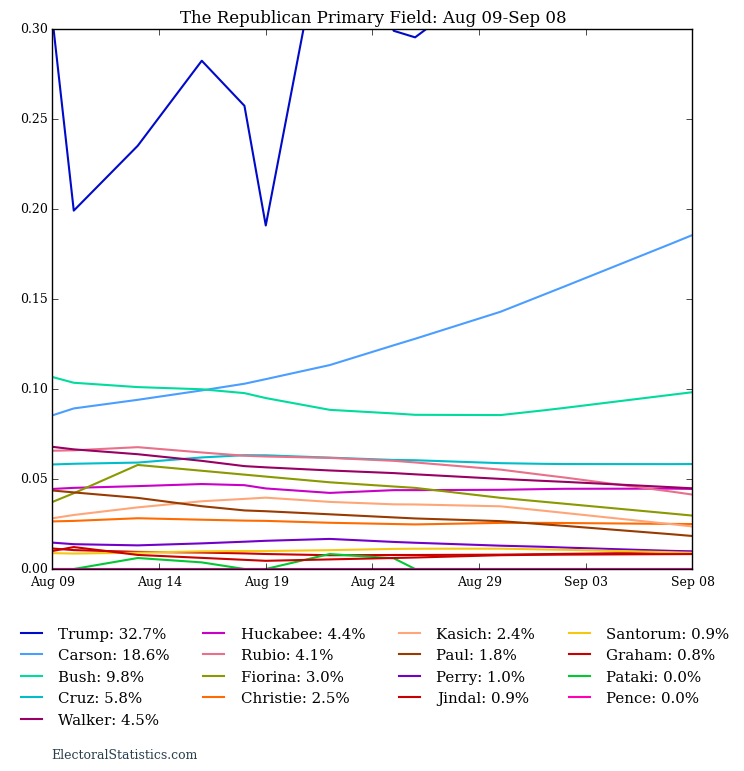 The Republican Primary Field: Aug 09-Sep 08
0.30
0.25
0.20
0.15
0.10
0.05
0.00
Aug 09 Aug 14 Aug 19 Aug 24 Aug 29 Sep 03 Sep 08
Trump: 32.7% Huckabee: 4.4% Kasich: 2.4% Santorum: 0.9%
Carson: 18.6% Rubio: 4.1% Paul: 1.8% Graham: 0.8%
Bush: 9.8% Fiorina: 3.0% Perry: 1.0% Pataki: 0.0%
Cruz: 5.8% Christie: 2.5% Jindal: 0.9% Pence: 0.0%
Walker: 4.5%
ElectoralStatistics.com